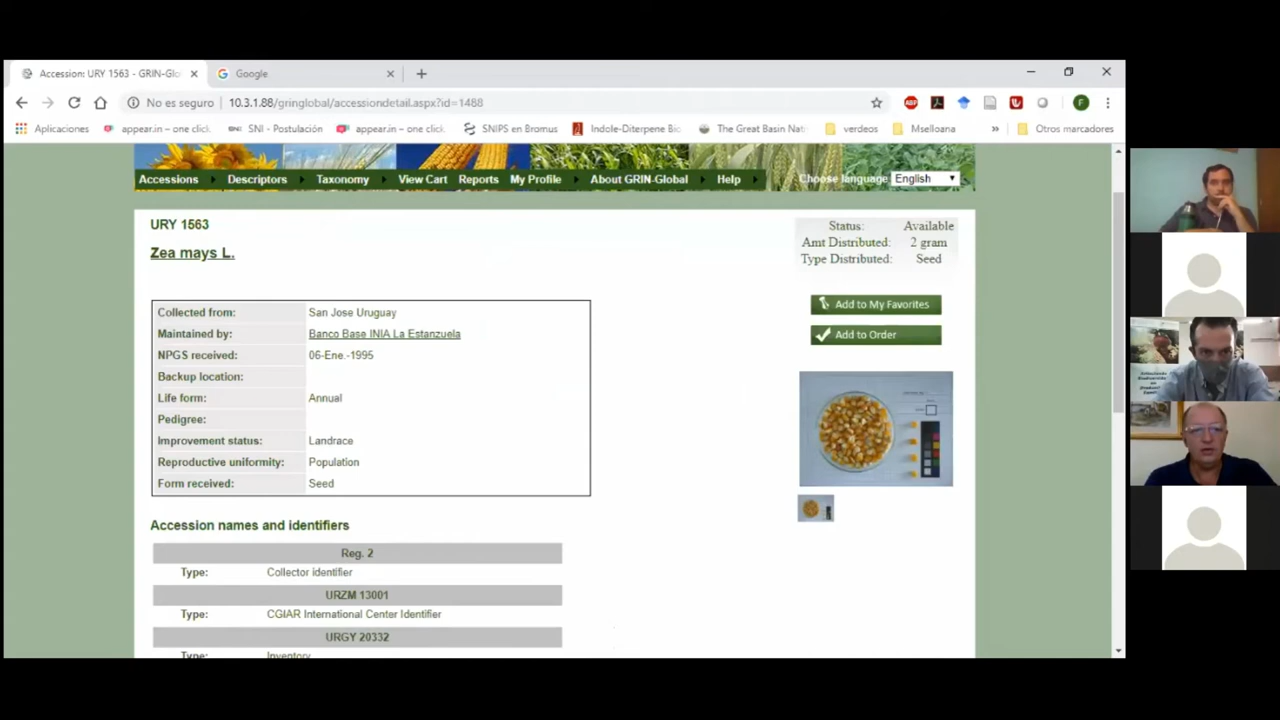 Accession: URY 1563 - GRIN-Glo
Google
No es seguro
10.3.1.88/gringlobal/accessiondetail.aspx?id=1488
F
Aplicaciones
appear.in – one click
SNI - Postulación
appear.in – one click
SNIPS en Bromus
Indole-Diterpene Bio
The Great Basin Nati
verdeos
Mselloana
»
Otros marcadores
Accessions
Descriptors
Taxonomy
View Cart
Reports
My Profile
About GRIN-Global
Help
Choose language
English
URY 1563
Zea mays L.
Status: Available
Amt Distributed: 2 gram
Type Distributed: Seed
Add to My Favorites
Add to Order
Collected from: San Jose Uruguay
Maintained by: Banco Base INIA La Estanzuela
NPGS received: 06-Ene.-1995
Backup location:
Life form: Annual
Pedigree:
Improvement status: Landrace
Reproductive uniformity: Population
Form received: Seed
Accession names and identifiers
Reg. 2
Type: Collector identifier
URZM 13001
Type: CGIAR International Center Identifier
URGY 20332
Type: Inventory